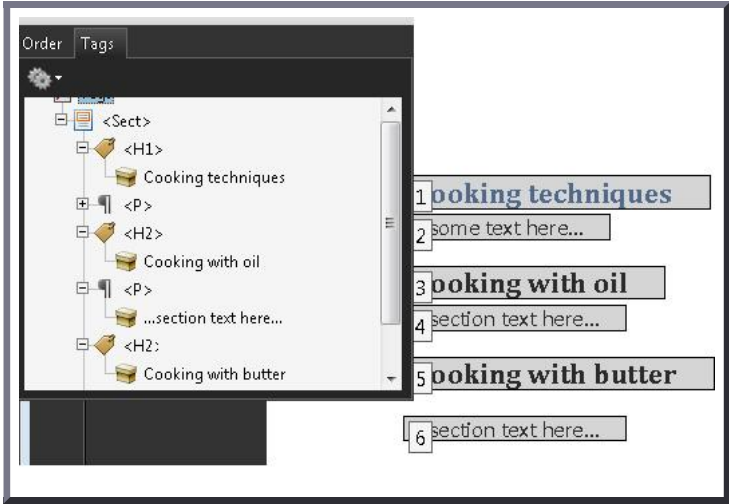 Order Tags
<Sect>
<H1>
Cooking techniques
<P>
<H2>
Cooking with oil
<P>
...section text here...
<H2:
Cooking with butter
1 ooking techniques
2 some text here...
3 ooking with oil
4 section text here...
5 ooking with butter
6 section text here...